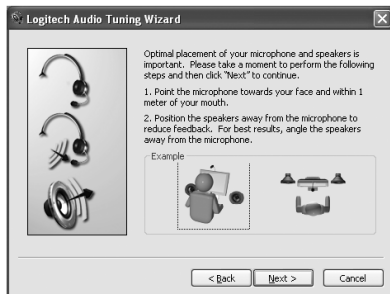 Logitech Audio Tuning Wizard
Optimal placement of your microphone and speakers is
important. Please take a moment to perform the following
steps and then click "Next" to continue.
1. Point the microphone towards your face and within 1
meter of your mouth.
2. Position the speakers away from the microphone to
reduce feedback. For best results, angle the speakers
away from the microphone.
Example
< Back
Next >
Cancel